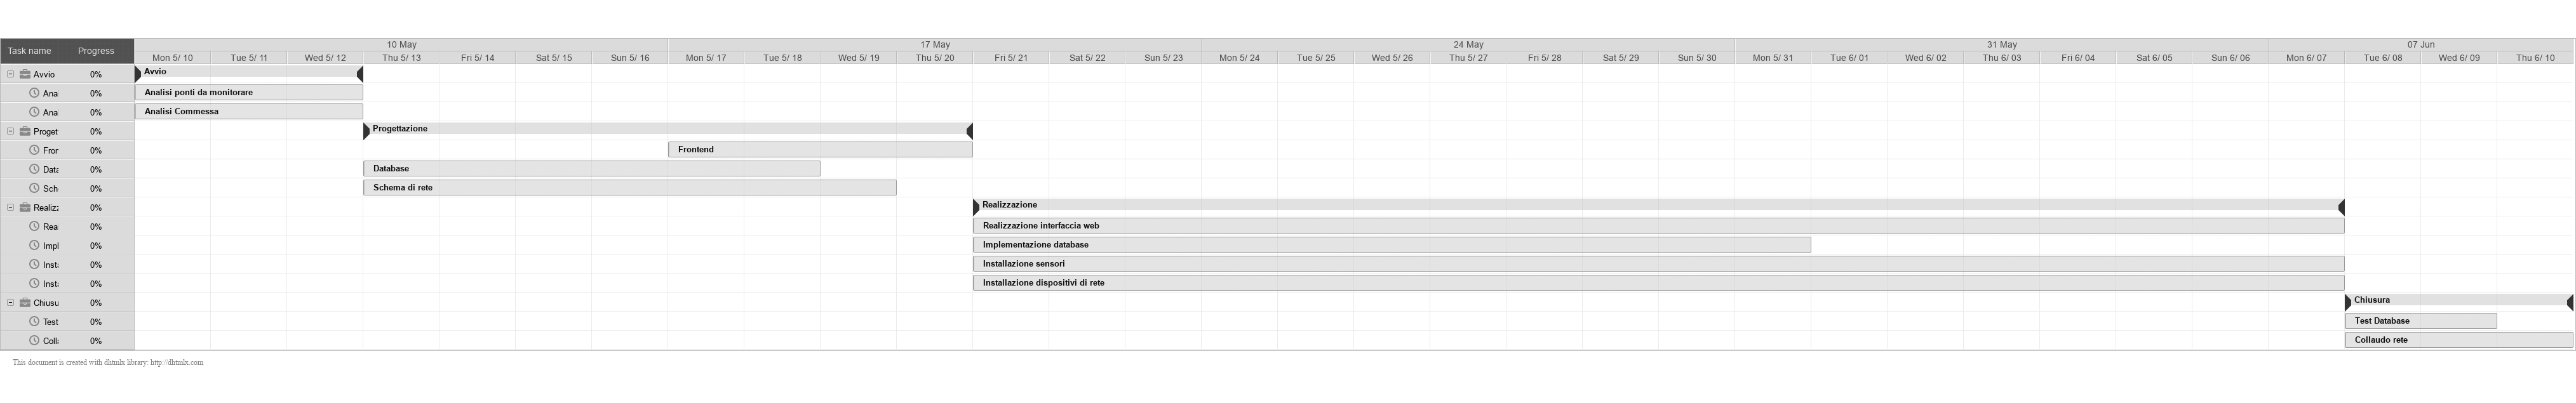 Task name Progress 10 May 17 May 24 May 31 May 07 Jun
Mon 5/ 10 Tue 5/ 11 Wed 5/ 12 Thu 5/ 13 Fri 5/ 14 Sat 5/ 15 Sun 5/ 16 Mon 5/ 17 Tue 5/ 18 Wed 5/ 19 Thu 5/ 20 Fri 5/ 21 Sat 5/ 22 Sun 5/ 23 Mon 5/ 24 Tue 5/ 25 Wed 5/ 26 Thu 5/ 27 Fri 5/ 28 Sat 5/ 29 Sun 5/ 30 Mon 5/ 31 Tue 6/ 01 Wed 6/ 02 Thu 6/ 03 Fri 6/ 04 Sat 6/ 05 Sun 6/ 06 Mon 6/ 07 Tue 6/ 08 Wed 6/ 09 Thu 6/ 10
Avvio 0% Avvio
Anal 0% Analisi ponti da monitorare
Anal 0% Analisi Commessa
Proget 0% Progettazione
Fror 0% Frontend
Data 0% Database
Sch 0% Schema di rete
Realizz 0% Realizzazione
Rea 0% Realizzazione interfaccia web
Impl 0% Implementazione database
Insta 0% Installazione sensori
Insta 0% Installazione dispositivi di rete
Chiusu 0% Chiusura
Test 0% Test Database
Colla 0% Collaudo rete
This document is created with dhtmlx library: http://dhtmlx.com